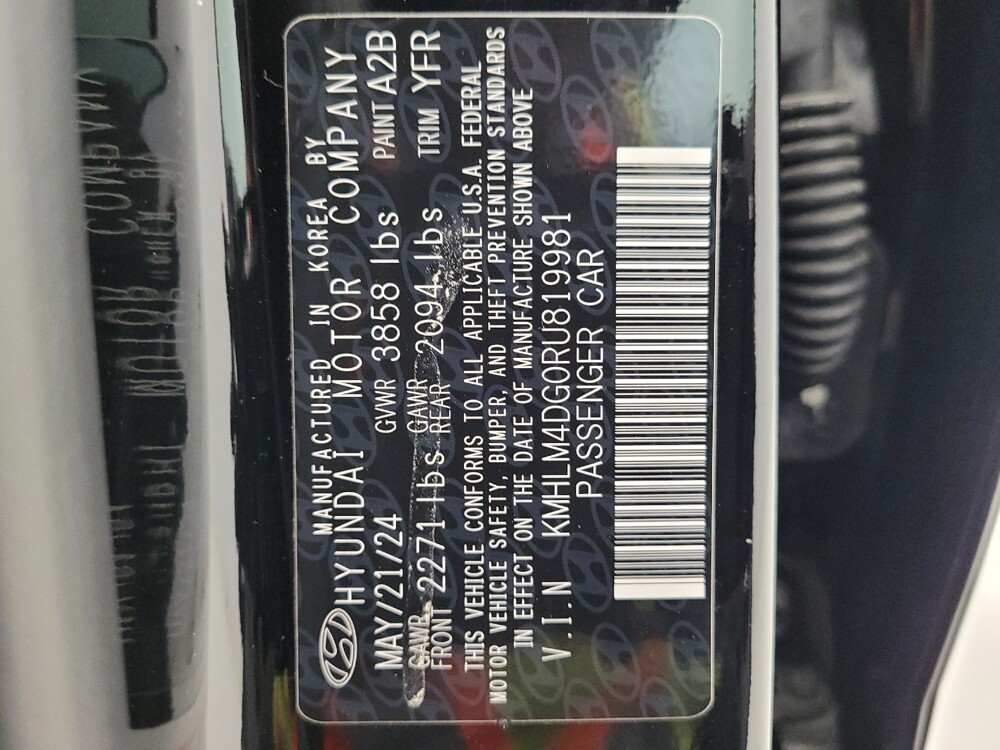 MANUFACTURED IN KOREA BY
HYUNDAI MOTOR COMPANY
MAY/21/24 GVWR 3858 lbs PAINT A2B
GAWR FRONT 2271 lbs GAWR REAR 2094 lbs TRIM YFR
THIS VEHICLE CONFORMS TO ALL APPLICABLE U.S.A. FEDERAL
MOTOR VEHICLE SAFETY, BUMPER, AND THEFT PREVENTION STANDARDS
IN EFFECT ON THE DATE OF MANUFACTURE SHOWN ABOVE
V.I.N KMHLM4DG0RU819981
PASSENGER CAR